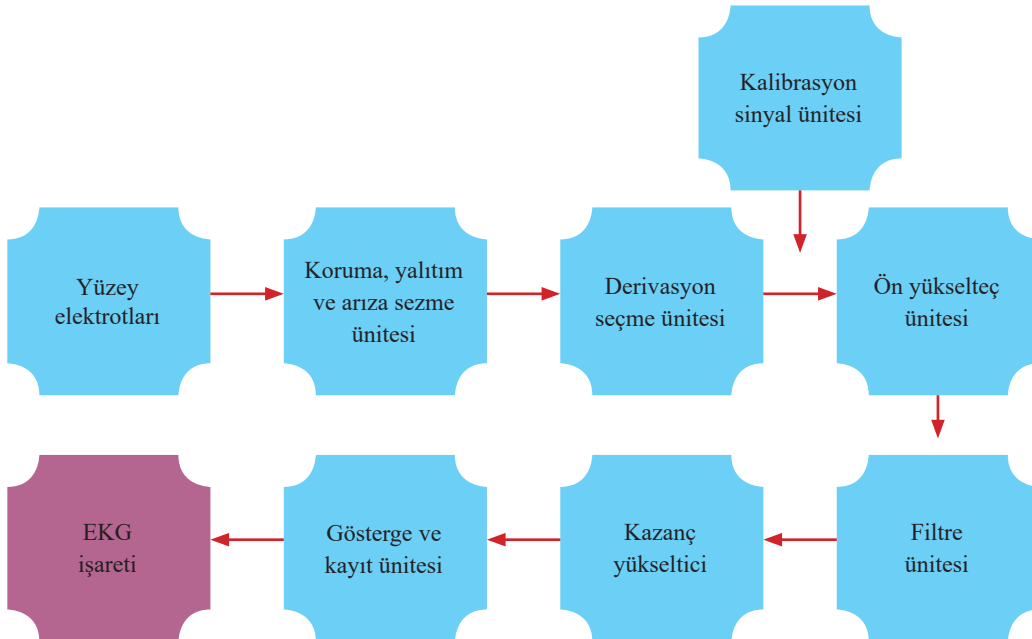 Kalibrasyon
sinyal ünitesi
Yüzey
elektrotları
Koruma, yalıtım
ve arıza sezme
ünitesi
Derivasyon
seçme ünitesi
Ön yükselteç
ünitesi
EKG
işareti
Gösterge ve
kayıt ünitesi
Kazanç
yükseltici
Filtre
ünitesi